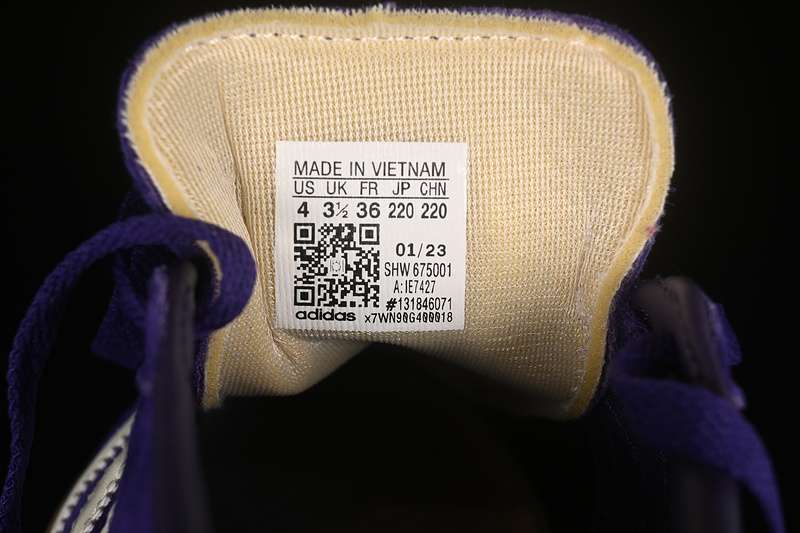 MADE IN VIETNAM
US UK FR JP CHN
4 3½ 36 220 220
01/23
SHW 675001
A: IE7427
#131846071
adidas x7WN90G400018